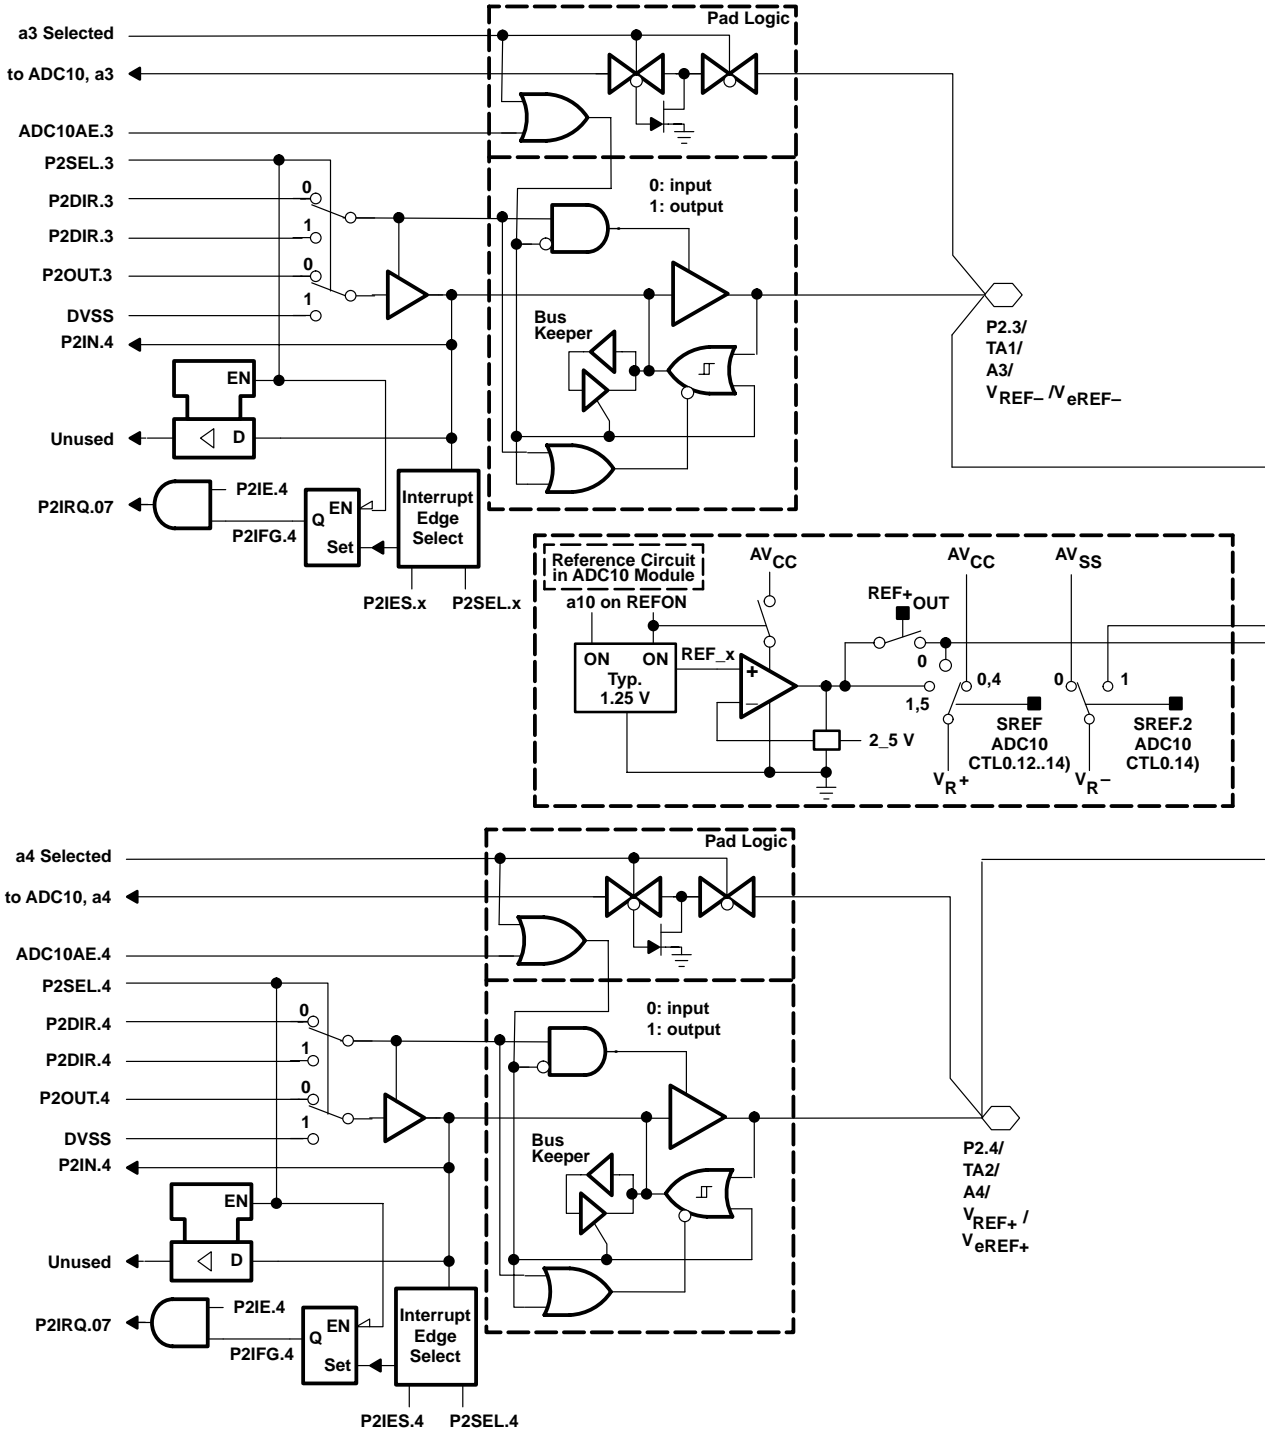 Pad Logic
a3 Selected
to ADC10, a3
ADC10AE.3
P2SEL.3
0: input
1: output
0
P2DIR.3
1
P2DIR.3
0
P2OUT.3
1
DVSS
P2IN.4
Bus
Keeper
P2.3/
TA1/
A3/
VREF– /VeREF–
EN
D
Unused
P2IE.4
P2IRQ.07
P2IFG.4
Q
EN
Set
Interrupt
Edge
Select
P2IES.x
P2SEL.x
Reference Circuit
in ADC10 Module
AVCC
AVCC
AVSS
a10 on REFON
REF+OUT
ON
ON
Typ.
1.25 V
REF_x
+
–
0
1,5
0,4
0
1
2_5 V
SREF
ADC10
CTL0.12..14)
SREF.2
ADC10
CTL0.14)
VR+
VR–
Pad Logic
a4 Selected
to ADC10, a4
ADC10AE.4
P2SEL.4
0: input
1: output
0
P2DIR.4
1
P2DIR.4
0
P2OUT.4
1
DVSS
P2IN.4
Bus
Keeper
P2.4/
TA2/
A4/
VREF+ /
VeREF+
EN
D
Unused
P2IE.4
P2IRQ.07
P2IFG.4
Q
EN
Set
Interrupt
Edge
Select
P2IES.4
P2SEL.4